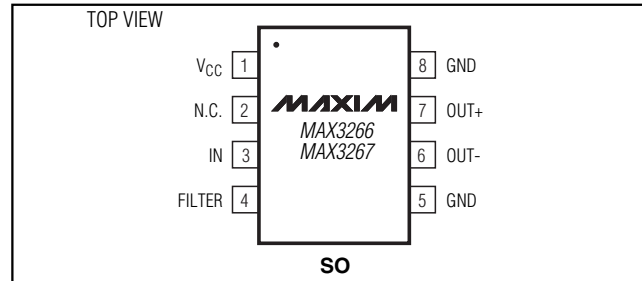 TOP VIEW
VCC 1
N.C. 2
IN 3
FILTER 4
MAXIM
MAX3266
MAX3267
8 GND
7 OUT+
6 OUT-
5 GND
SO